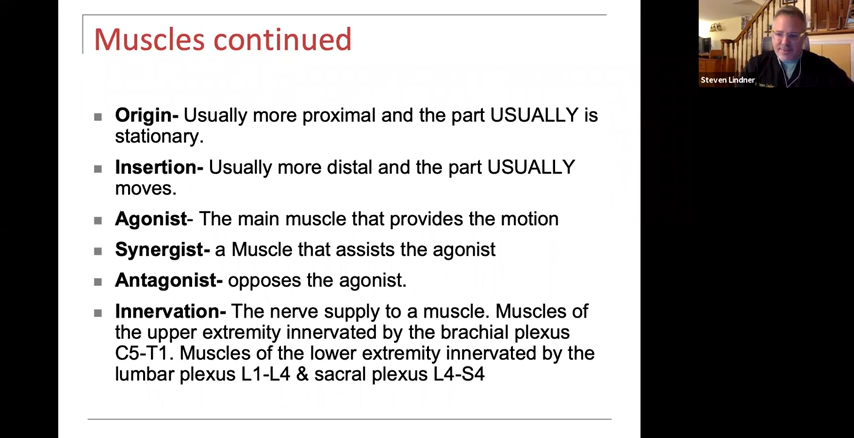 Muscles continued
Steven Lindner
Origin- Usually more proximal and the part USUALLY is
stationary.
Insertion- Usually more distal and the part USUALLY
moves.
Agonist- The main muscle that provides the motion
Synergist- a Muscle that assists the agonist
Antagonist- opposes the agonist.
Innervation- The nerve supply to a muscle. Muscles of
the upper extremity innervated by the brachial plexus
C5-T1. Muscles of the lower extremity innervated by the
lumbar plexus L1-L4 & sacral plexus L4-S4